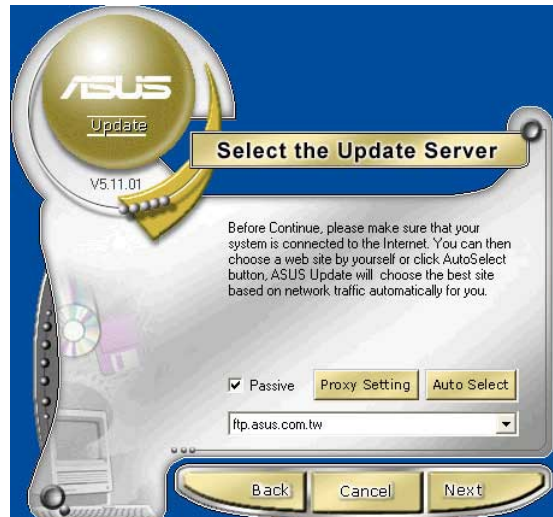 ASUS
Update
V5.11.01
Select the Update Server
Before Continue, please make sure that your
system is connected to the Internet. You can then
choose a web site by yourself or click AutoSelect
button, ASUS Update will choose the best site
based on network traffic automatically for you.
Passive
Proxy Setting
Auto Select
ftp.asus.com.tw
Back
Cancel
Next